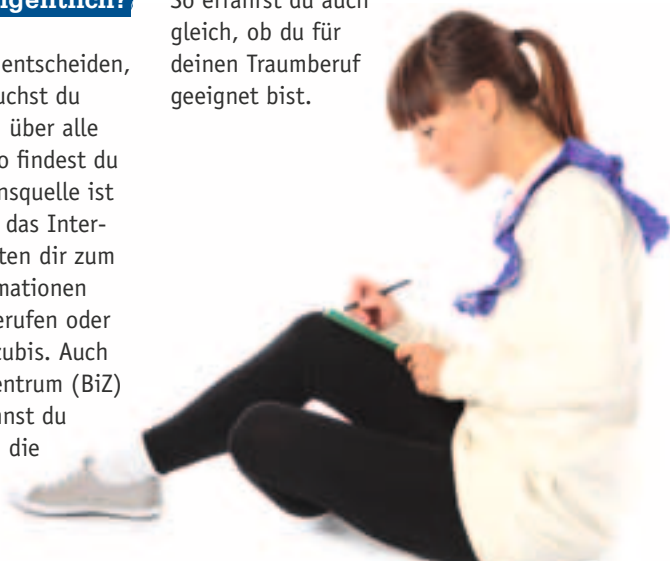 igentlich?
entscheiden,
uchst du
über alle
o findest du
nsquelle ist
das Inter-
ten dir zum
mationen
erufen oder
zubis. Auch
entrum (BiZ)
nst du
die
So erfährst du auch
gleich, ob du für
deinen Traumberuf
geeignet bist.